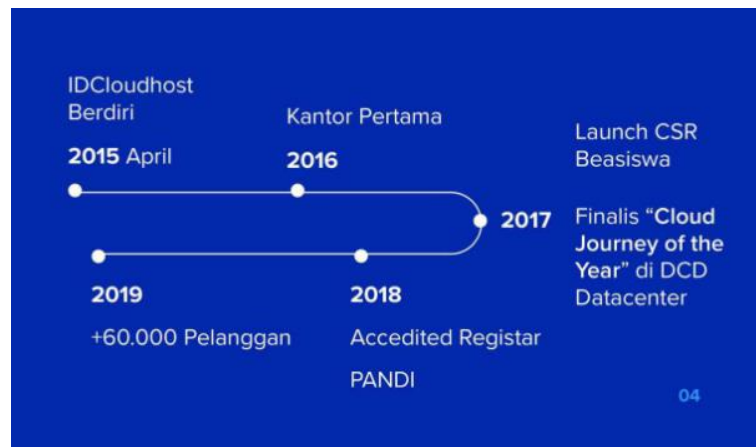 IDCloudhost
Berdiri
2015 April
Kantor Pertama
2016
2017
Launch CSR
Beasiswa
Finalis “Cloud
Journey of the
Year” di DCD
Datacenter
2018
Accedited Registar
PANDI
2019
+60.000 Pelanggan
04